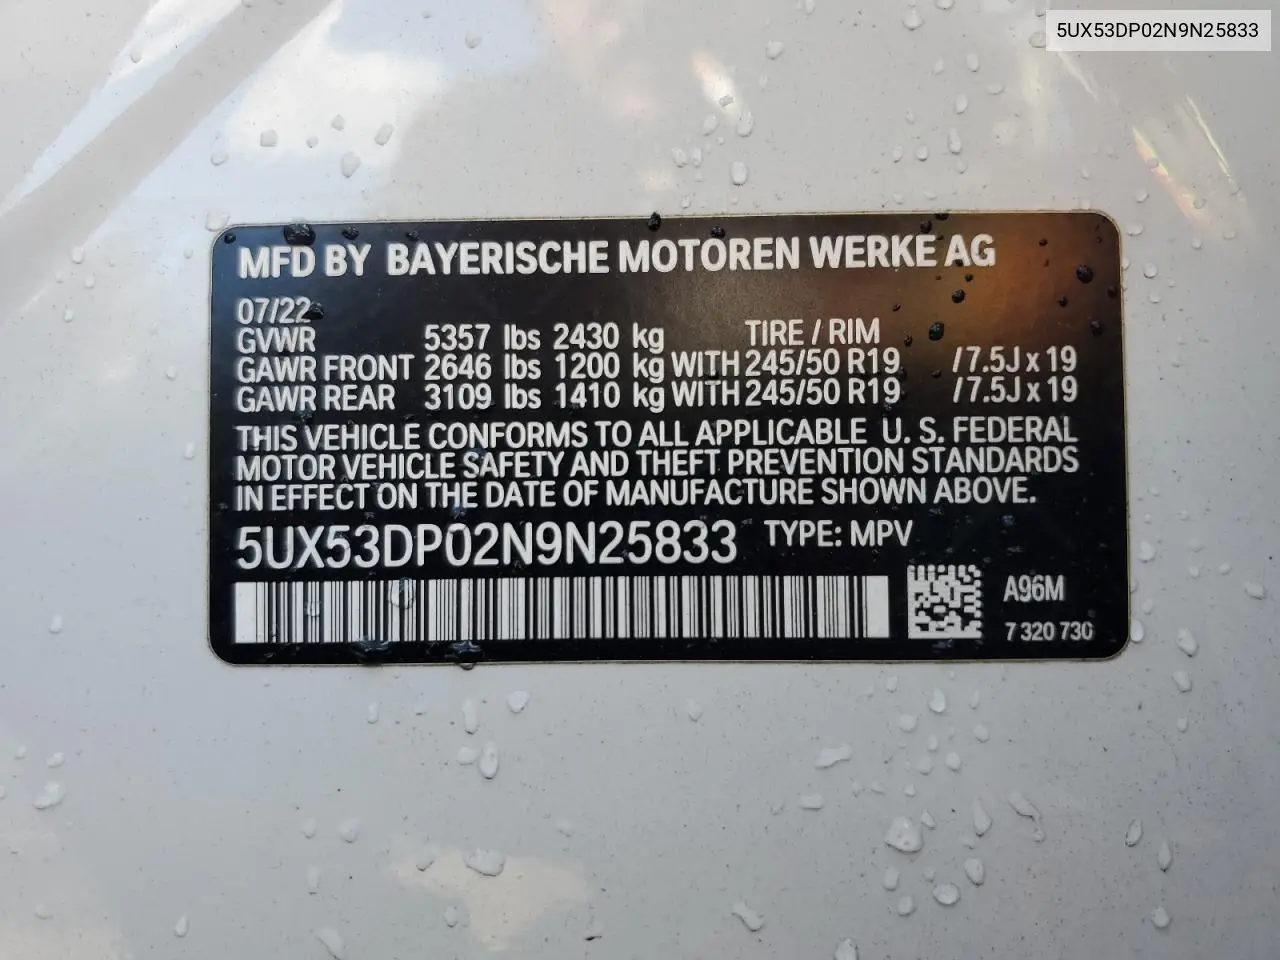 5UX53DP02N9N25833
MFD BY BAYERISCHE MOTOREN WERKE AG
07/22
GVWR 5357 lbs 2430 kg TIRE / RIM
GAWR FRONT 2646 lbs 1200 kg WITH 245/50 R19 /7.5J x 19
GAWR REAR 3109 lbs 1410 kg WITH 245/50 R19 /7.5J x 19
THIS VEHICLE CONFORMS TO ALL APPLICABLE U. S. FEDERAL
MOTOR VEHICLE SAFETY AND THEFT PREVENTION STANDARDS
IN EFFECT ON THE DATE OF MANUFACTURE SHOWN ABOVE.
5UX53DP02N9N25833 TYPE: MPV
A96M
7 320 730